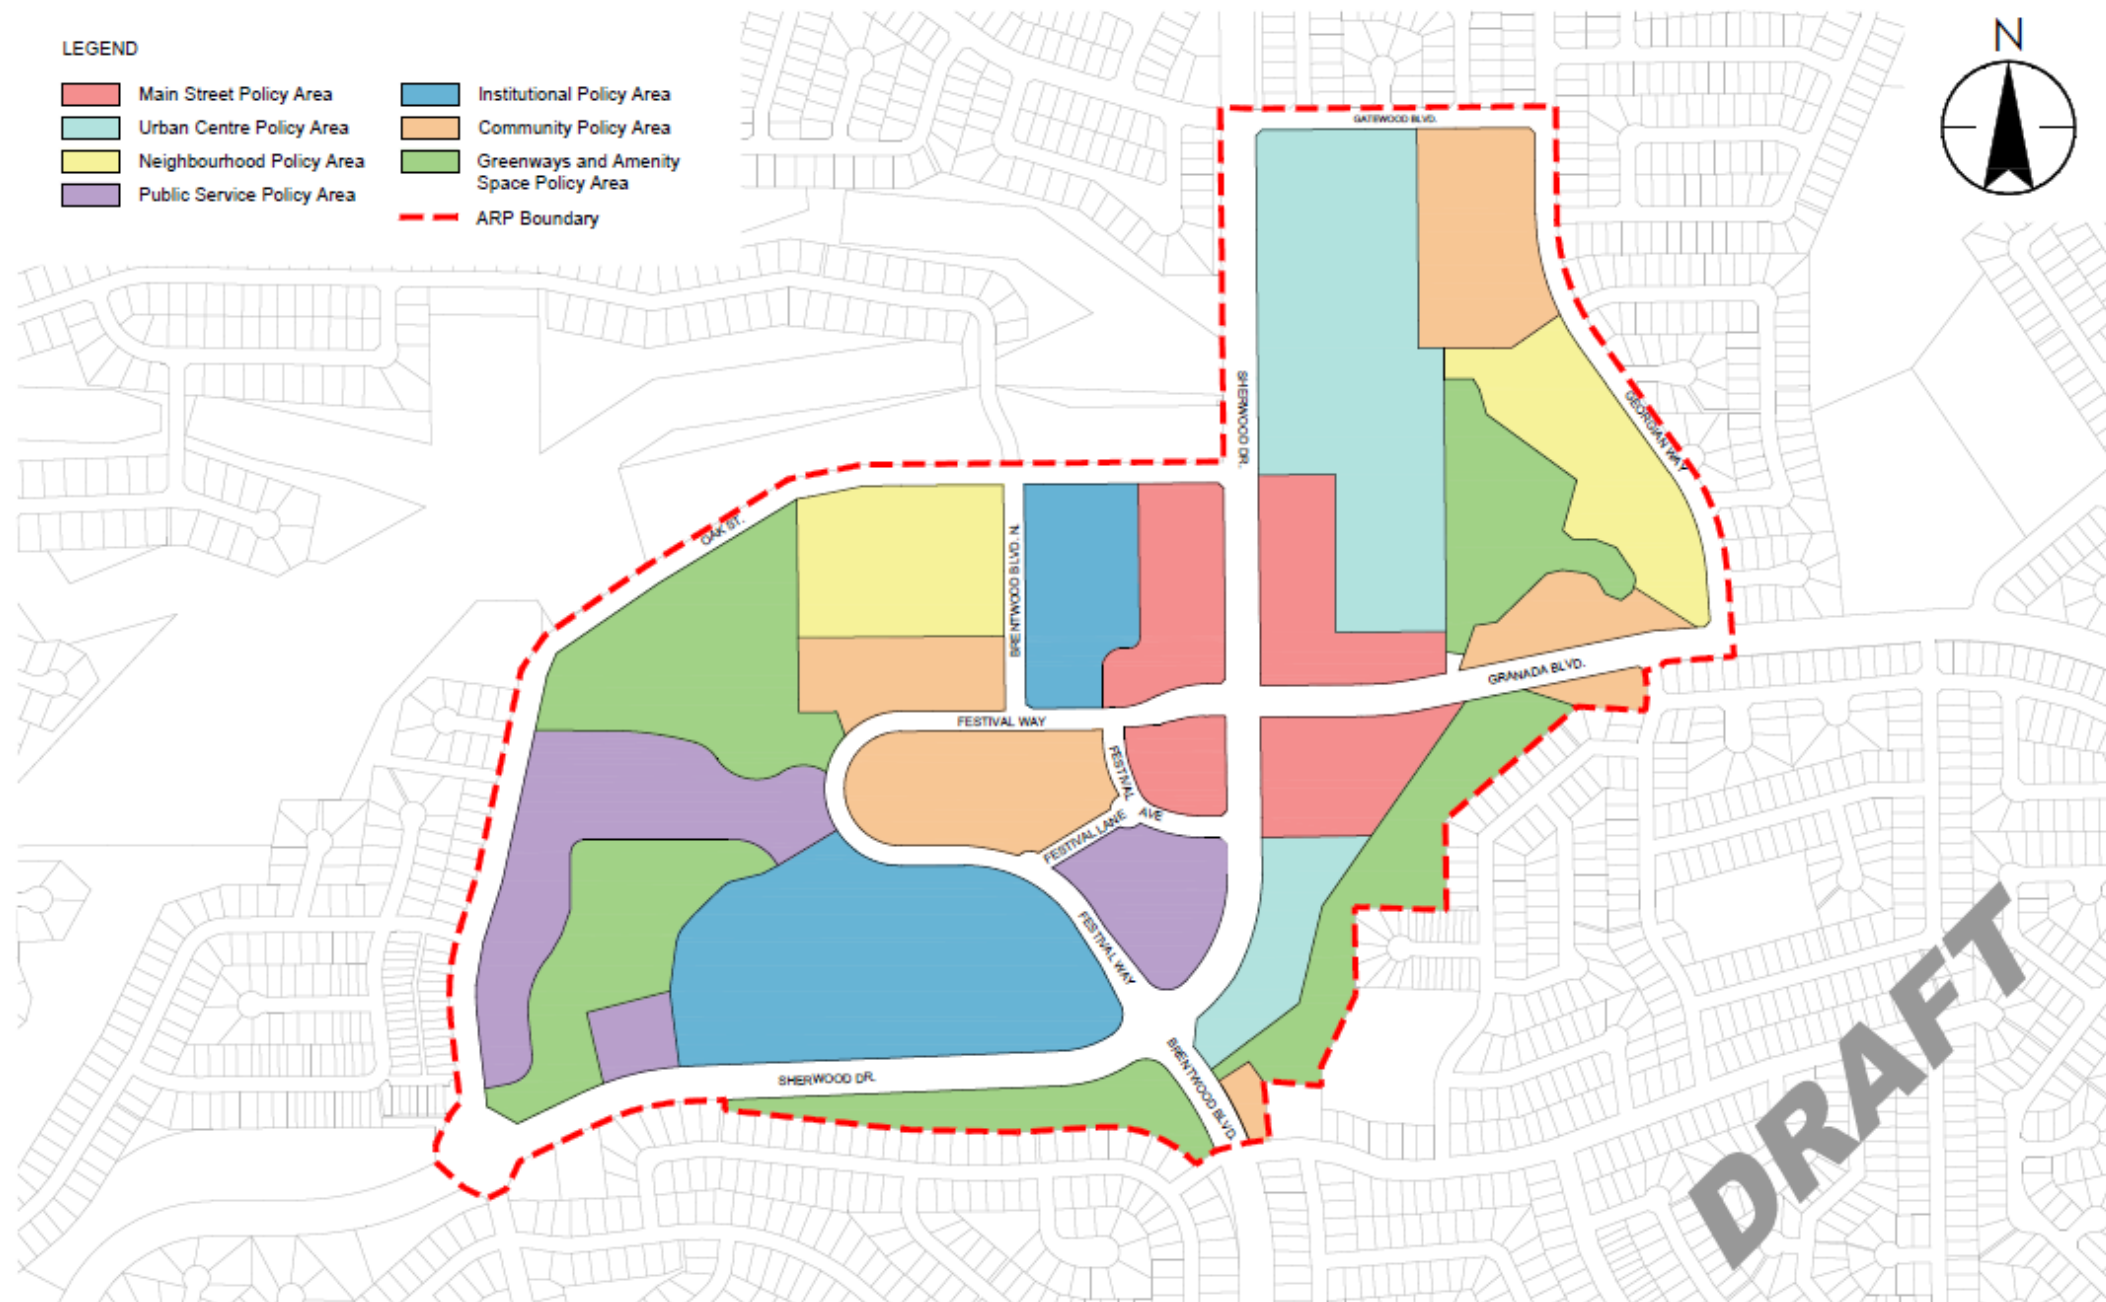 LEGEND
Main Street Policy Area
Urban Centre Policy Area
Neighbourhood Policy Area
Public Service Policy Area
Institutional Policy Area
Community Policy Area
Greenways and Amenity
Space Policy Area
ARP Boundary
N
GATEWOOD BLVD.
SHERWOOD DR.
GEORGIAN WAY
OAK ST.
BRENTWOOD BLVD. N.
GRANADA BLVD.
FESTIVAL WAY
FESTIVAL AVE
FESTIVAL LANE
FESTIVAL WAY
BRENTWOOD BLVD.
SHERWOOD DR.
DRAFT